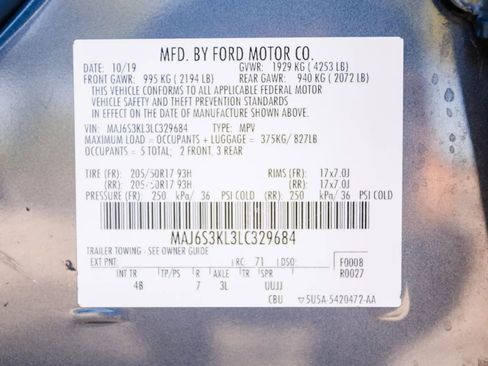 MFD. BY FORD MOTOR CO.
DATE: 10/19 GVWR: 1929 KG ( 4253 LB)
FRONT GAWR: 995 KG ( 2194 LB) REAR GAWR: 940 KG ( 2072 LB)
THIS VEHICLE CONFORMS TO ALL APPLICABLE FEDERAL MOTOR
VEHICLE SAFETY AND THEFT PREVENTION STANDARDS
IN EFFECT ON THE DATE OF MANUFACTURE SHOWN ABOVE.
VIN: MAJ6S3KL3LC329684 TYPE: MPV
MAXIMUM LOAD = OCCUPANTS + LUGGAGE = 375KG/ 827LB
OCCUPANTS = 5 TOTAL; 2 FRONT, 3 REAR
TIRE (FR): 205/50R17 93H RIMS (FR): 17x7.0J
(RR): 205/50R17 93H (RR): 17x7.0J
PRESSURE (FR): 250 kPa/ 36 PSI COLD (RR): 250 kPa/ 36 PSI COLD
MAJ6S3KL3LC329684
TRAILER TOWING - SEE OWNER GUIDE
EXT PNT: RC: 71 DSO: F0008
R0027
INT TR TP/PS R AXLE TR SPR
4B 7 3L UUJJ
CBU 5U5A-5420472-AA